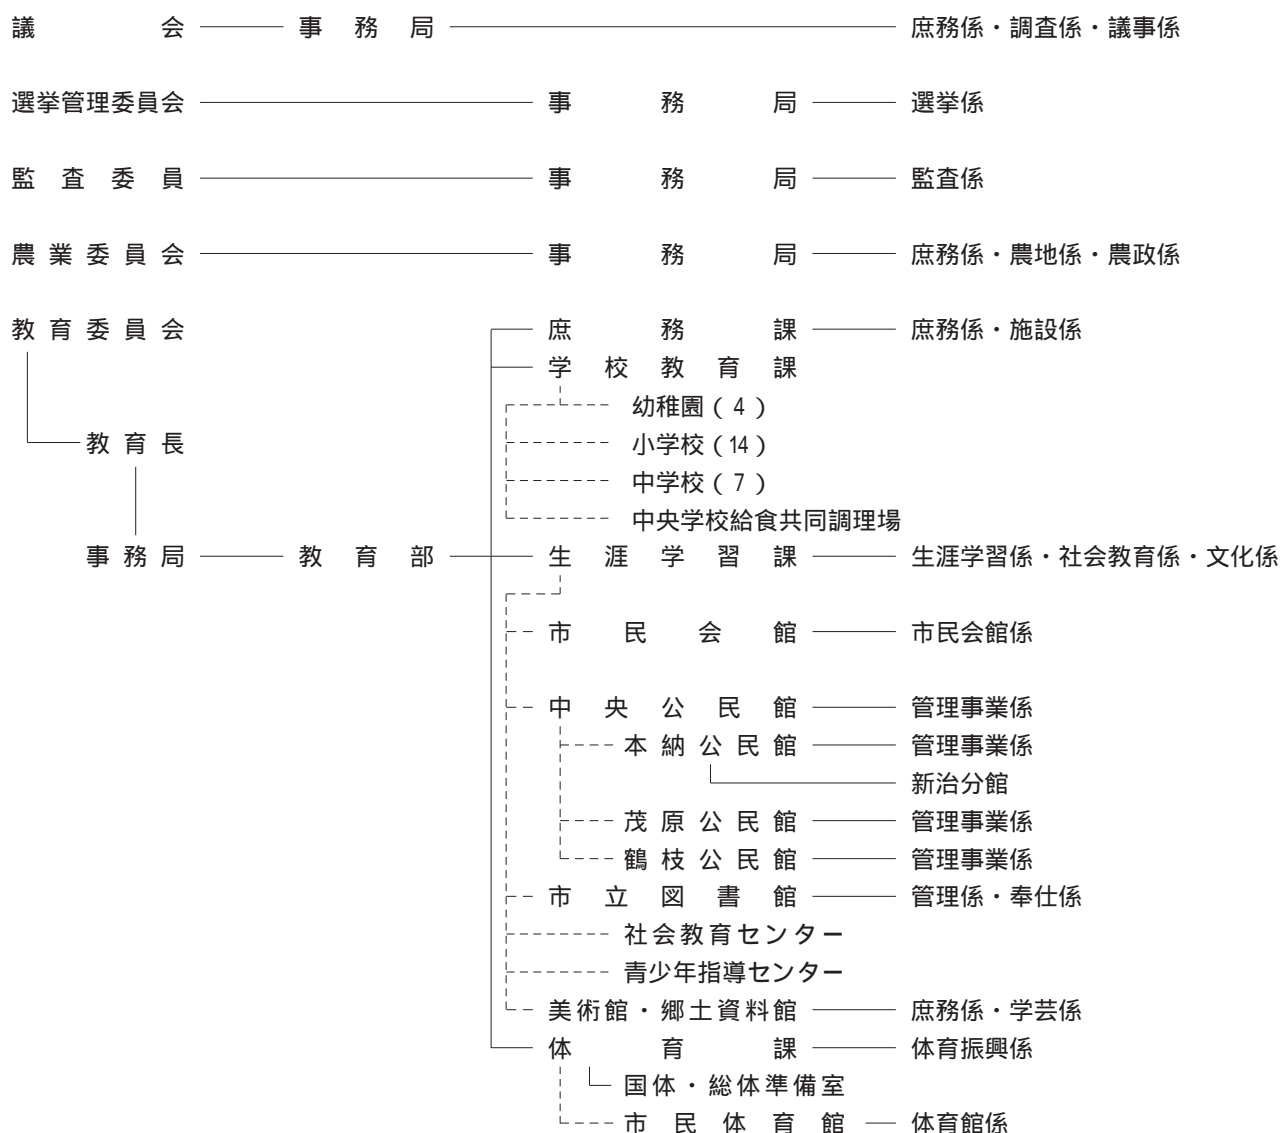 議会 事務局 庶務係・調査係・議事係
選挙管理委員会 事務局 選挙係
監査委員 事務局 監査係
農業委員会 事務局 庶務係・農地係・農政係
教育委員会 庶務課 庶務係・施設係
学校教育課
幼稚園(4)
教育長 小学校(14)
中学校(7)
中央学校給食共同調理場
事務局 教育部 生涯学習課 生涯学習係・社会教育係・文化係
市民会館 市民会館係
中央公民館 管理事業係
本納公民館 管理事業係
新治分館
茂原公民館 管理事業係
鶴枝公民館 管理事業係
市立図書館 管理係・奉仕係
社会教育センター
青少年指導センター
美術館・郷土資料館 庶務係・学芸係
体育課 体育振興係
国体・総体準備室
市民体育館 体育館係